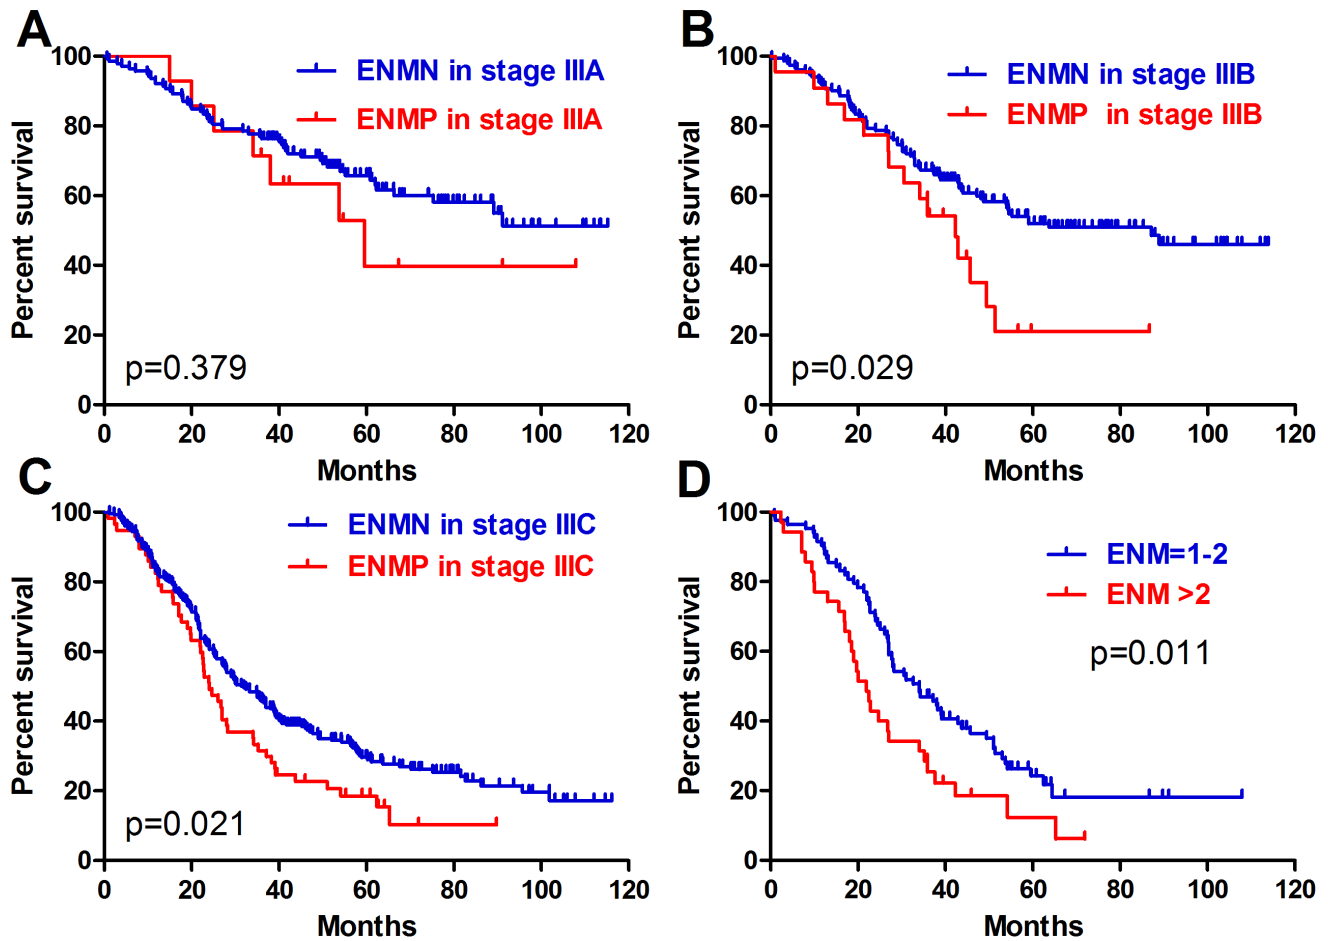 A
100
80
60
40
20
0
Percent survival
ENMN in stage IIIA
ENMP in stage IIIA
p=0.379
0 20 40 60 80 100 120
Months
B
100
80
60
40
20
0
Percent survival
ENMN in stage IIIB
ENMP in stage IIIB
p=0.029
0 20 40 60 80 100 120
Months
C
100
80
60
40
20
0
Percent survival
ENMN in stage IIIC
ENMP in stage IIIC
p=0.021
0 20 40 60 80 100 120
Months
D
100
80
60
40
20
0
Percent survival
ENM=1-2
ENM >2
p=0.011
0 20 40 60 80 100 120
Months